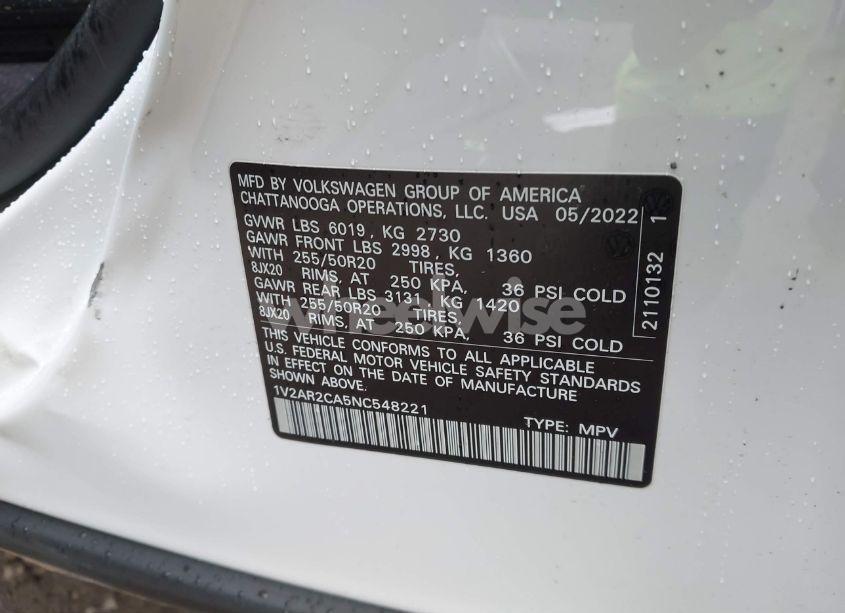 MFD BY VOLKSWAGEN GROUP OF AMERICA
CHATTANOOGA OPERATIONS, LLC. USA 05/2022
GVWR LBS 6019, KG 2730
GAWR FRONT LBS 2998, KG 1360
WITH 255/50R20 TIRES,
8JX20 RIMS, AT 250 KPA, 36 PSI COLD
GAWR REAR LBS 3131, KG 1420
WITH 255/50R20 TIRES,
8JX20 RIMS, AT 250 KPA, 36 PSI COLD
THIS VEHICLE CONFORMS TO ALL APPLICABLE
U.S. FEDERAL MOTOR VEHICLE SAFETY STANDARDS
IN EFFECT ON THE DATE OF MANUFACTURE
SHOWN ABOVE.
1V2AR2CA5NC548221
TYPE: MPV
2110132 1
wheelwise